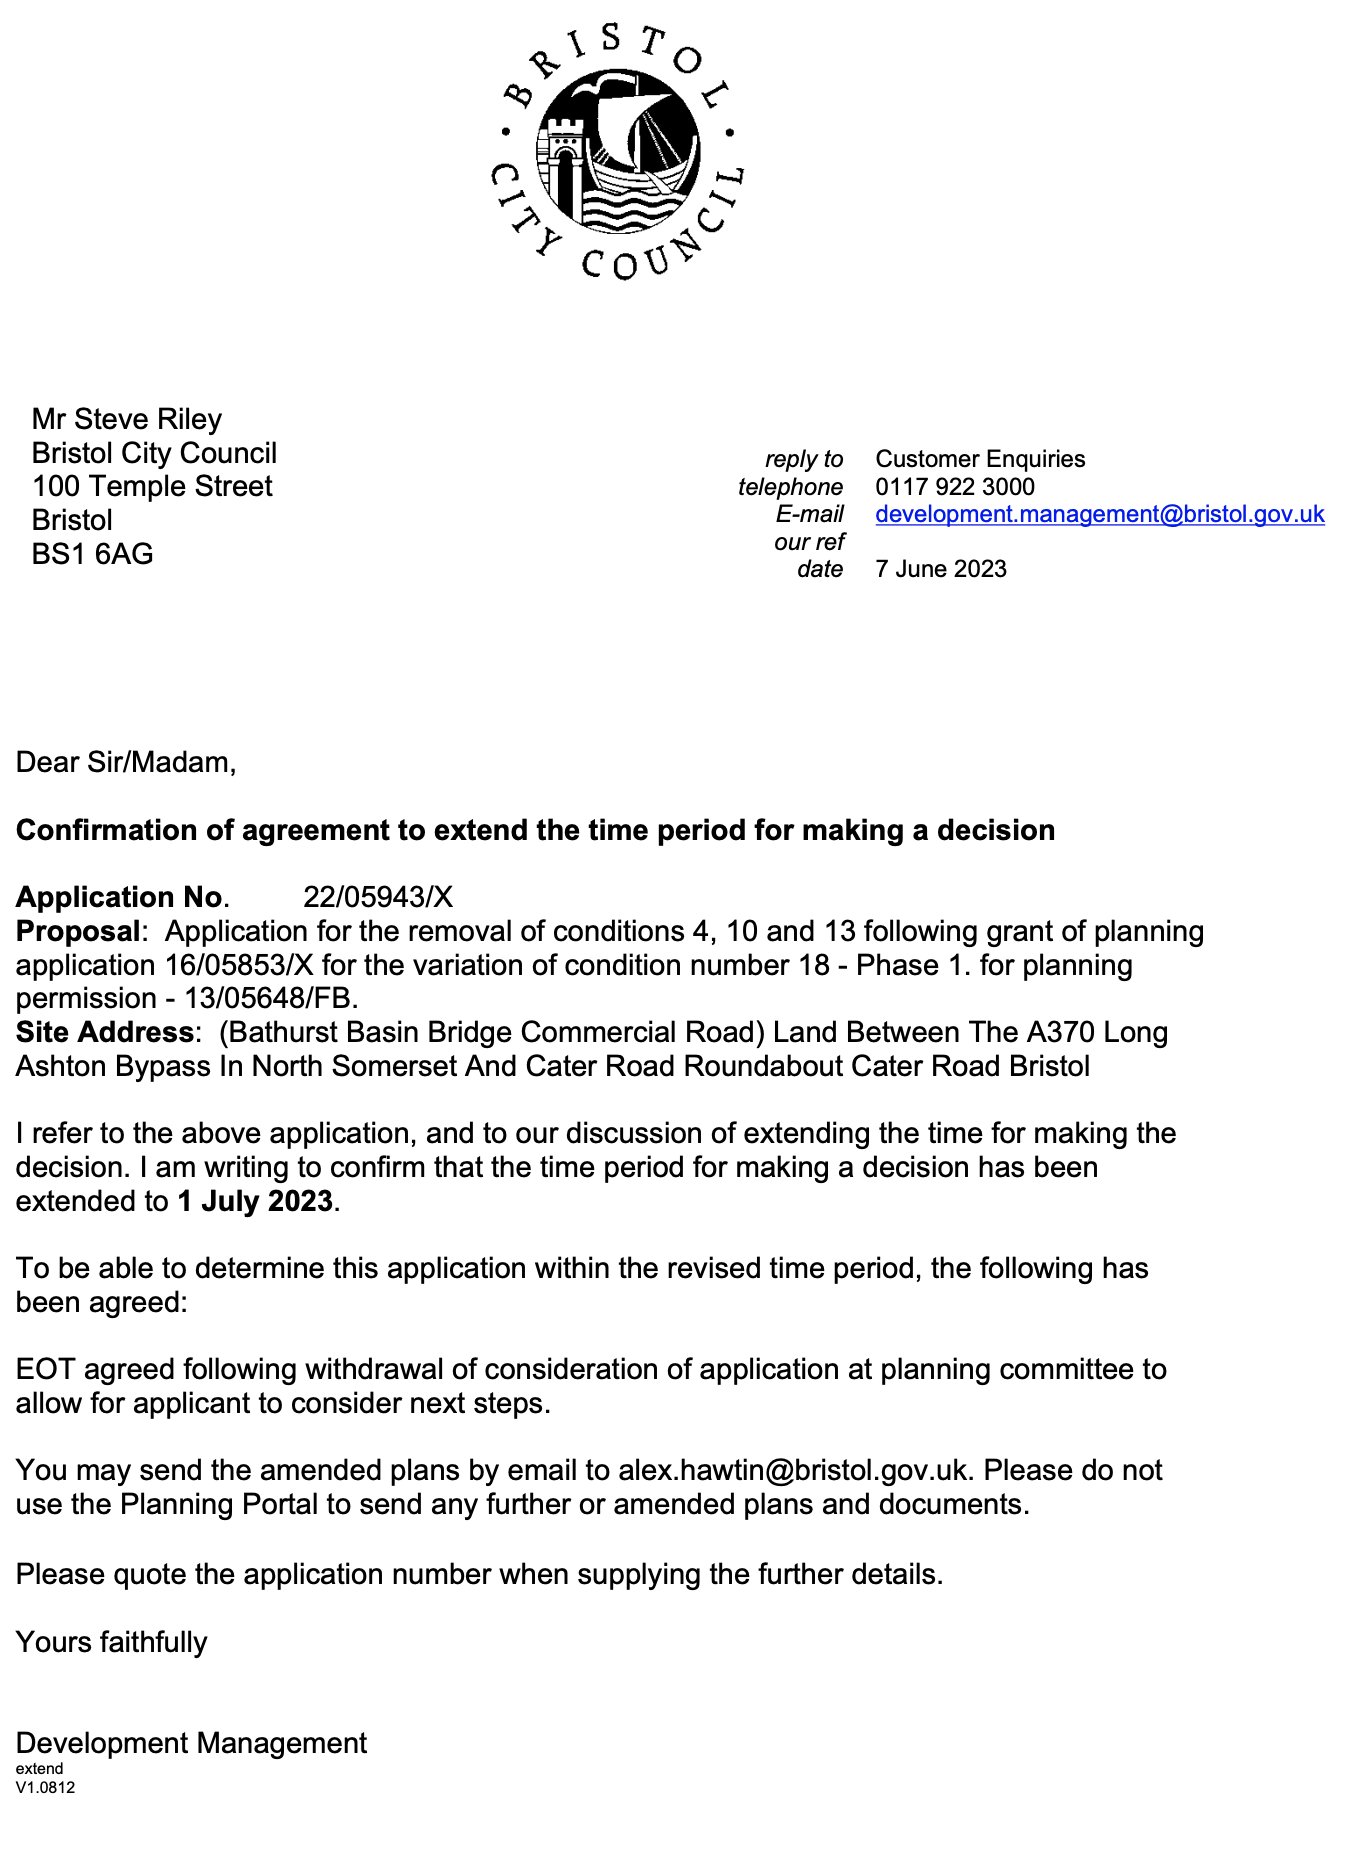 BRISTOL
CITY COUNCIL
Mr Steve Riley
Bristol City Council
100 Temple Street
Bristol
BS1 6AG
reply to Customer Enquiries
telephone 0117 922 3000
E-mail development.management@bristol.gov.uk
our ref
date 7 June 2023
Dear Sir/Madam,
Confirmation of agreement to extend the time period for making a decision
Application No. 22/05943/X
Proposal: Application for the removal of conditions 4, 10 and 13 following grant of planning
application 16/05853/X for the variation of condition number 18 - Phase 1. for planning
permission - 13/05648/FB.
Site Address: (Bathurst Basin Bridge Commercial Road) Land Between The A370 Long
Ashton Bypass In North Somerset And Cater Road Roundabout Cater Road Bristol
I refer to the above application, and to our discussion of extending the time for making the
decision. I am writing to confirm that the time period for making a decision has been
extended to 1 July 2023.
To be able to determine this application within the revised time period, the following has
been agreed:
EOT agreed following withdrawal of consideration of application at planning committee to
allow for applicant to consider next steps.
You may send the amended plans by email to alex.hawtin@bristol.gov.uk. Please do not
use the Planning Portal to send any further or amended plans and documents.
Please quote the application number when supplying the further details.
Yours faithfully
Development Management
extend
V1.0812